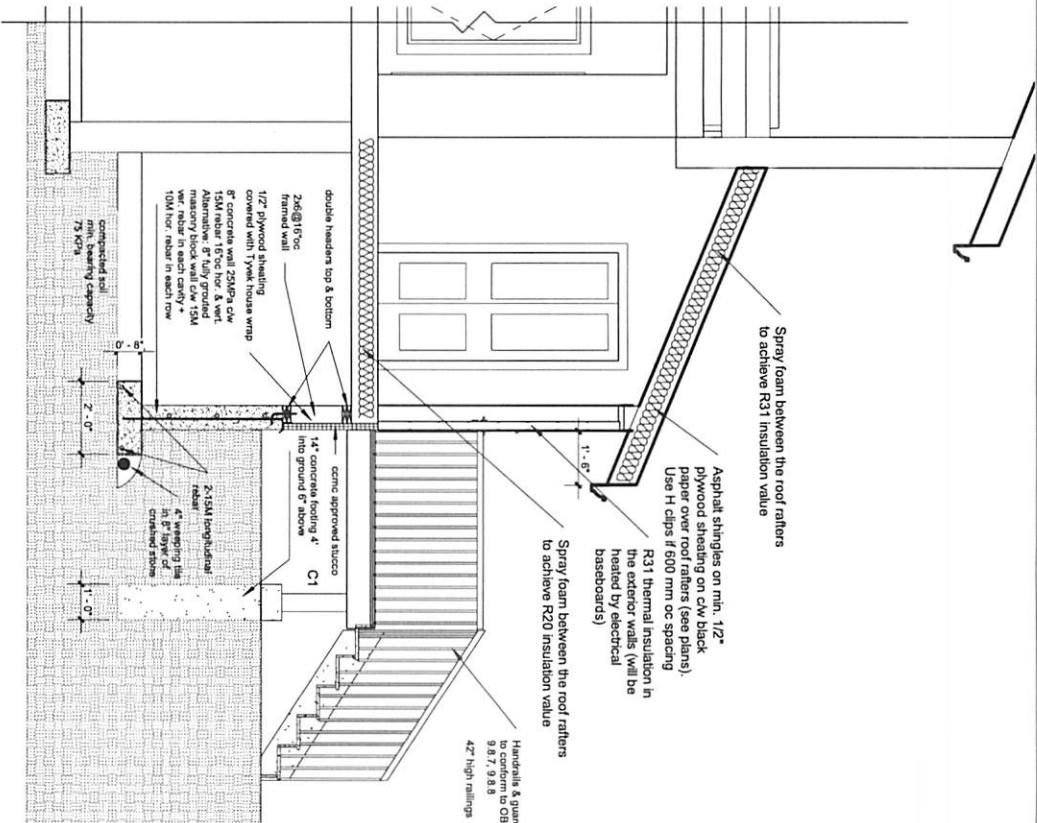 Spray foam between the roof rafters
to achieve R31 insulation value
Asphalt shingles on min. 1/2"
plywood sheating on c/w black
paper over roof rafters (see plans).
Use H clips if 600 mm oc spacing
R31 thermal insulation in
the exterior walls (will be
heated by electrical
baseboards)
1' - 6"
Spray foam between the roof rafters
to achieve R20 insulation value
Handrails & guar
to conform to OB
9.8.7, 9.8.8
42" high railings
double headers top & bottom
2x6@16"oc
framed wall
1/2" plywood sheating
covered with Tyvek house wrap
8" concrete wall 25MPa c/w
15M rebar 16"oc hor. & vert.
Alternative: 8" fully grouted
masonry block wall c/w 15M
ver. rebar in each cavity +
10M hor. rebar in each row
ccmc approved stucco
14" concrete footing 4'
into ground 6" above
C1
compacted soil
min. bearing capacity
75 KPa
0' - 8"
2' - 0"
2-15M longitudinal
rebar
4" weeping tile
in 6" layer of
crushed stone
1' - 0"